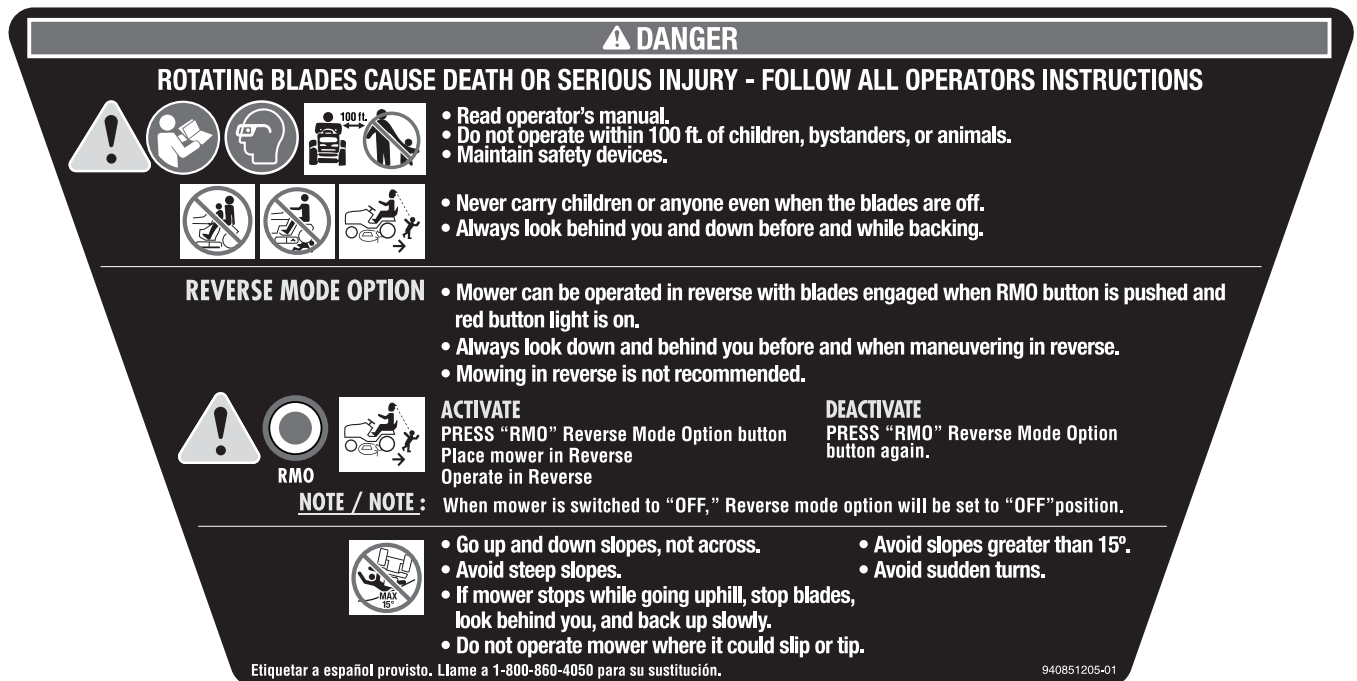 DANGER
ROTATING BLADES CAUSE DEATH OR SERIOUS INJURY - FOLLOW ALL OPERATORS INSTRUCTIONS
100 ft.
• Read operator's manual.
• Do not operate within 100 ft. of children, bystanders, or animals.
• Maintain safety devices.
• Never carry children or anyone even when the blades are off.
• Always look behind you and down before and while backing.
REVERSE MODE OPTION
• Mower can be operated in reverse with blades engaged when RMO button is pushed and
red button light is on.
• Always look down and behind you before and when maneuvering in reverse.
• Mowing in reverse is not recommended.
RMO
ACTIVATE
PRESS “RMO” Reverse Mode Option button
Place mower in Reverse
Operate in Reverse
DEACTIVATE
PRESS “RMO” Reverse Mode Option
button again.
NOTE / NOTE : When mower is switched to “OFF,” Reverse mode option will be set to “OFF”position.
MAX
15°
• Go up and down slopes, not across.
• Avoid steep slopes.
• If mower stops while going uphill, stop blades,
look behind you, and back up slowly.
• Do not operate mower where it could slip or tip.
• Avoid slopes greater than 15º.
• Avoid sudden turns.
Etiquetar a español provisto. Llame a 1-800-860-4050 para su sustitución.
940851205-01